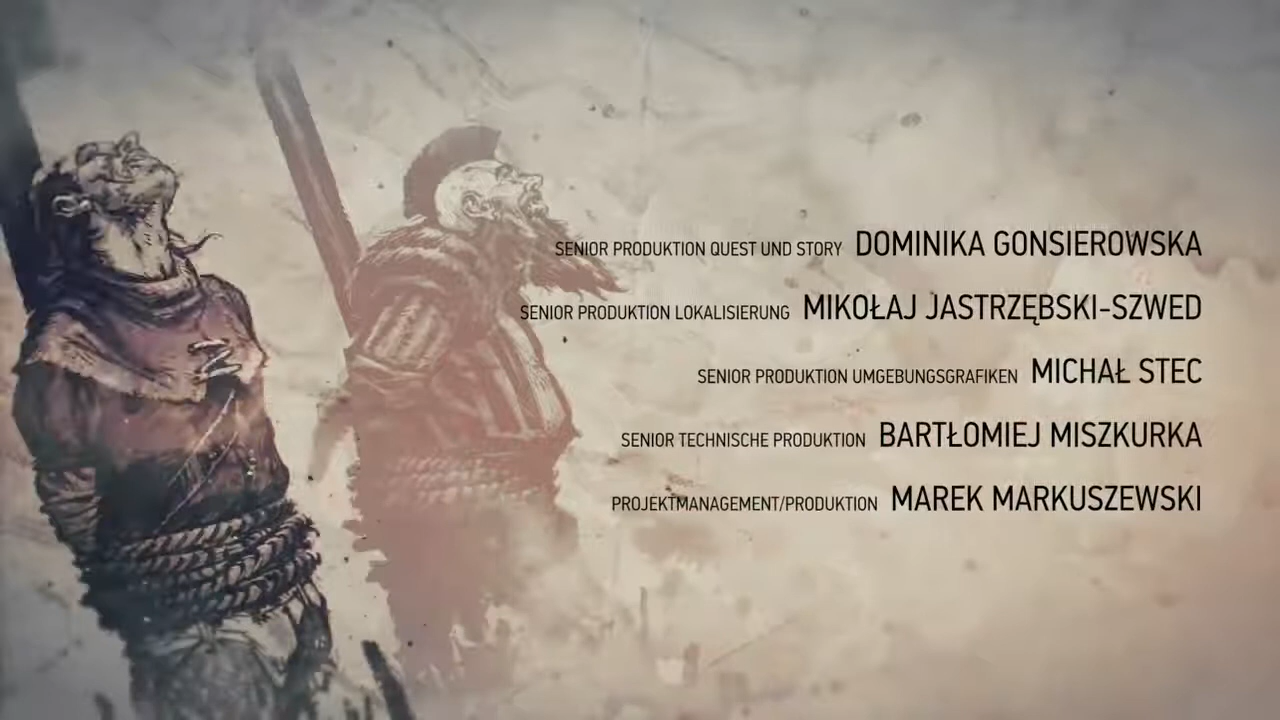 SENIOR PRODUKTION QUEST UND STORY DOMINIKA GONSIEROWSKA
SENIOR PRODUKTION LOKALISIERUNG MIKOŁAJ JASTRZĘBSKI-SZWED
SENIOR PRODUKTION UMGEBUNGSGRAFIKEN MICHAŁ STEC
SENIOR TECHNISCHE PRODUKTION BARTŁOMIEJ MISZKURKA
PROJEKTMANAGEMENT/PRODUKTION MAREK MARKUSZEWSKI